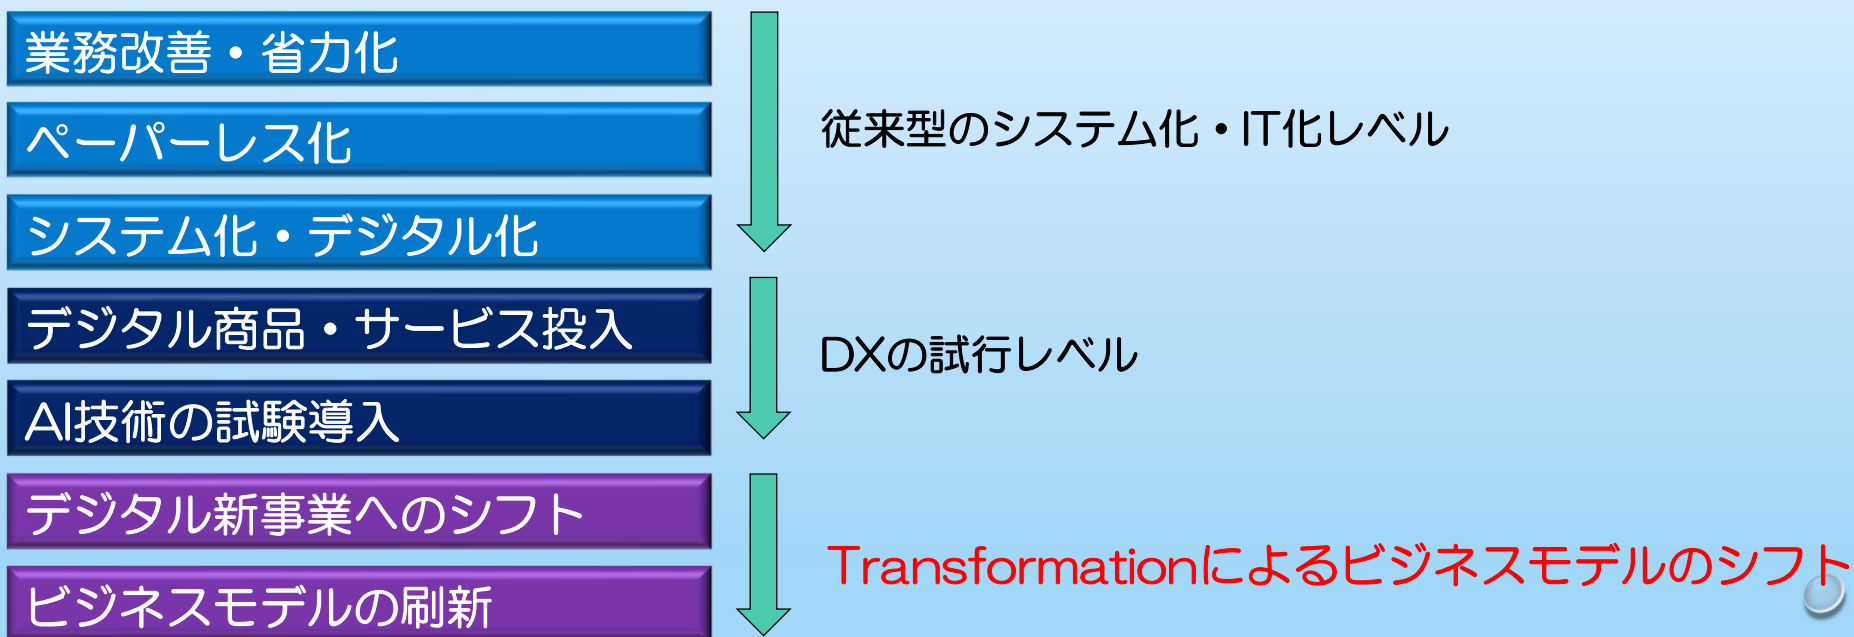 業務改善・省力化
ペーパーレス化
従来型のシステム化・IT化レベル
システム化・デジタル化
デジタル商品・サービス投入
DXの試行レベル
AI技術の試験導入
デジタル新事業へのシフト
Transformationによるビジネスモデルのシフト
ビジネスモデルの刷新